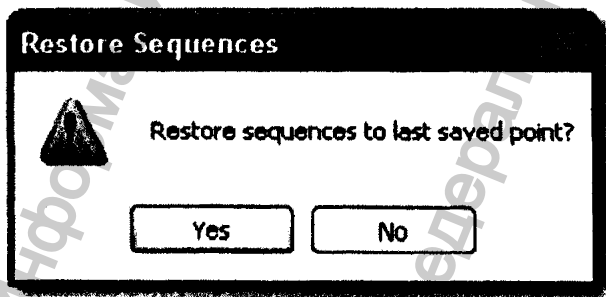 Restore Sequences
Restore sequences to last saved point?
Yes
No